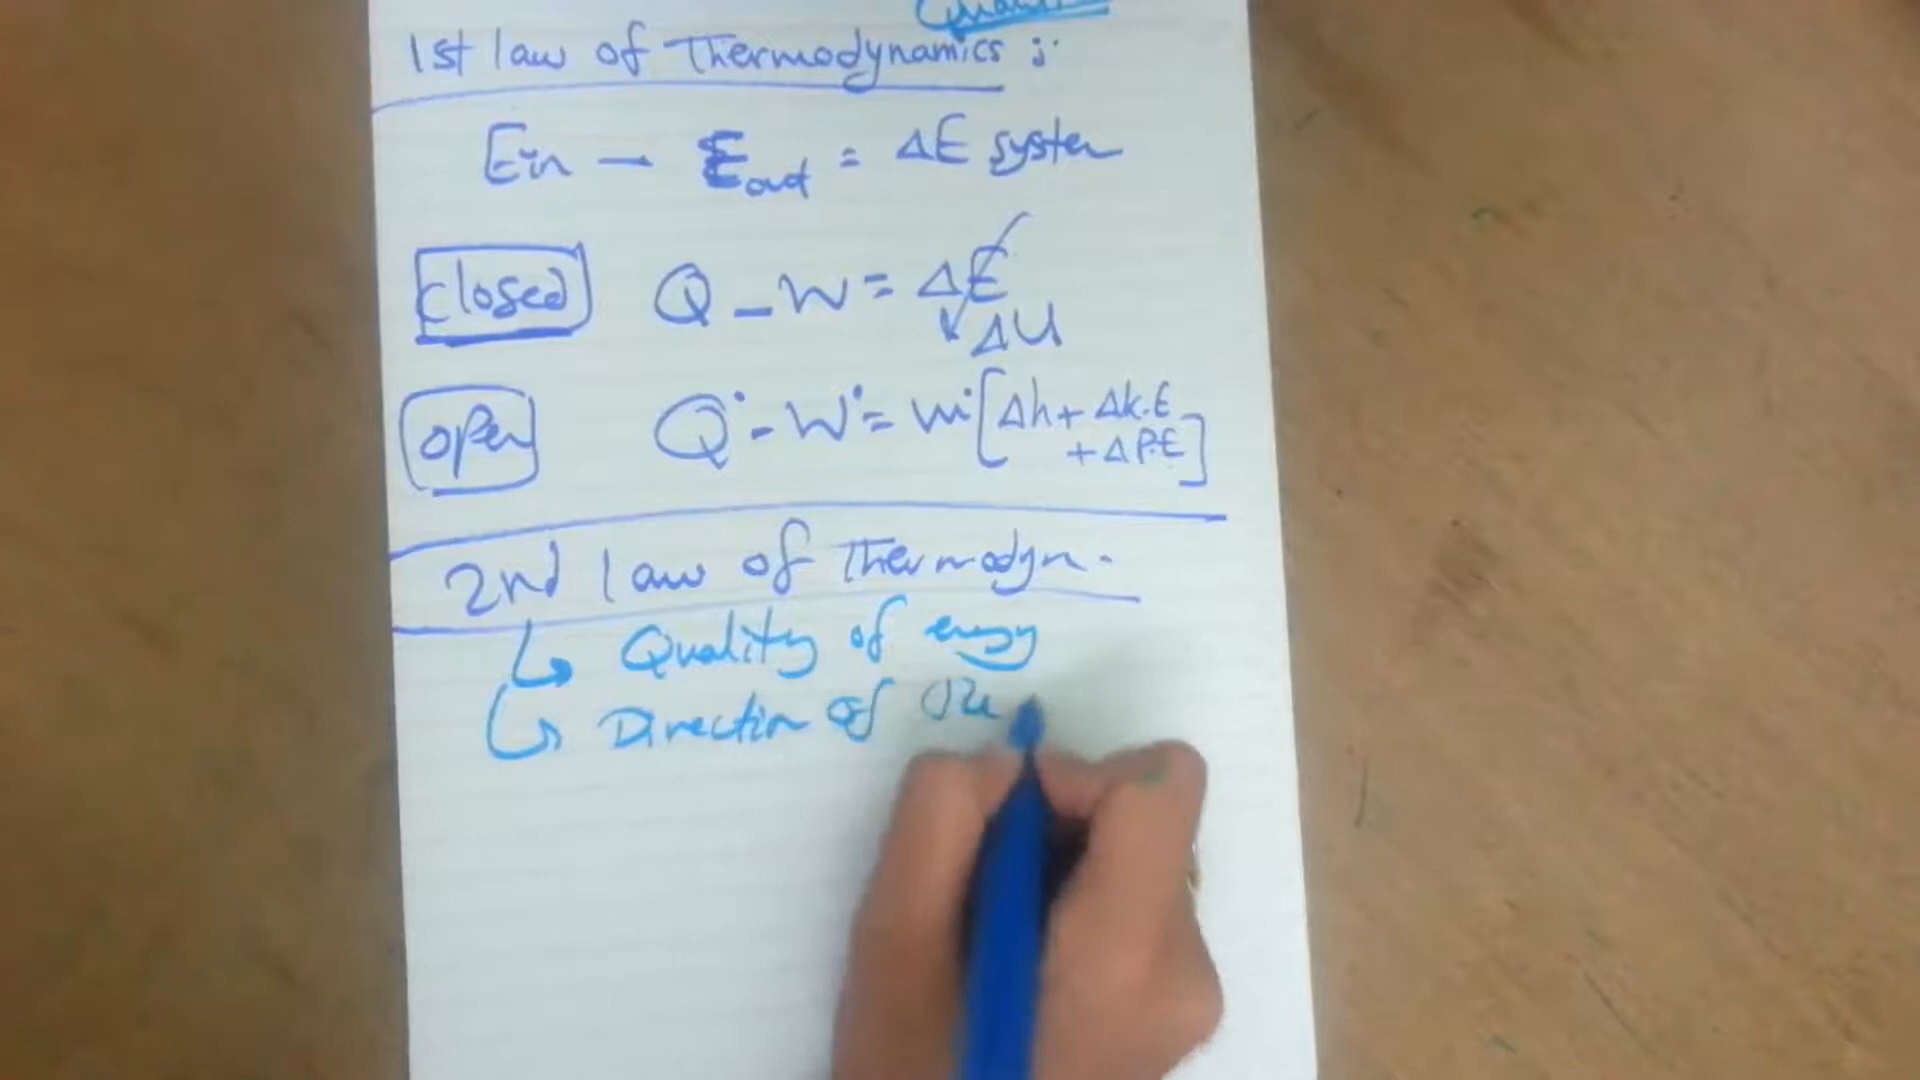 1st law of Thermodynamics :
Ein - Eout = ΔE system
closed Q - W = ΔE
ΔU
open Q̇ - Ẇ = ṁ [Δh + Δk.E
+ ΔP.E]
2nd law of Thermodyn.
Quality of energy
Direction of